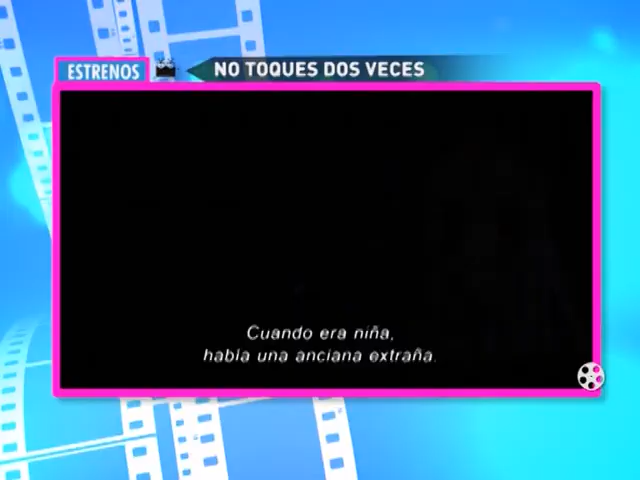 ESTRENOS
NO TOQUES DOS VECES
Cuando era niña,
había una anciana extraña.